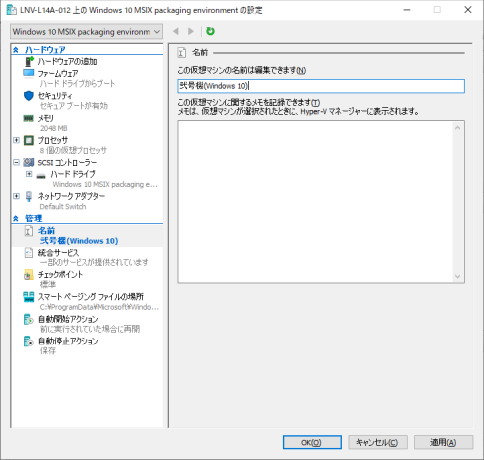 LNV-L14A-012 上の Windows 10 MSIX packaging environment の設定
Windows 10 MSIX packaging environm
ハードウェア
ハードウェアの追加
ファームウェア
ハード ドライブからブート
セキュリティ
セキュア ブートが有効
メモリ
2048 MB
プロセッサ
8 個の仮想プロセッサ
SCSI コントローラー
ハード ドライブ
Windows 10 MSIX packaging e...
ネットワーク アダプター
Default Switch
管理
名前
弐号機(Windows 10)
統合サービス
一部のサービスが提供されています
チェックポイント
標準
スマート ページング ファイルの場所
C:¥ProgramData¥Microsoft¥Windo...
自動開始アクション
前に実行されていた場合に再開
自動停止アクション
保存
名前
この仮想マシンの名前は編集できます(N)
弐号機(Windows 10)
この仮想マシンに関するメモを記録できます(T)
メモは、仮想マシンが選択されたときに、Hyper-V マネージャーに表示されます。
OK(O)
キャンセル(C)
適用(A)